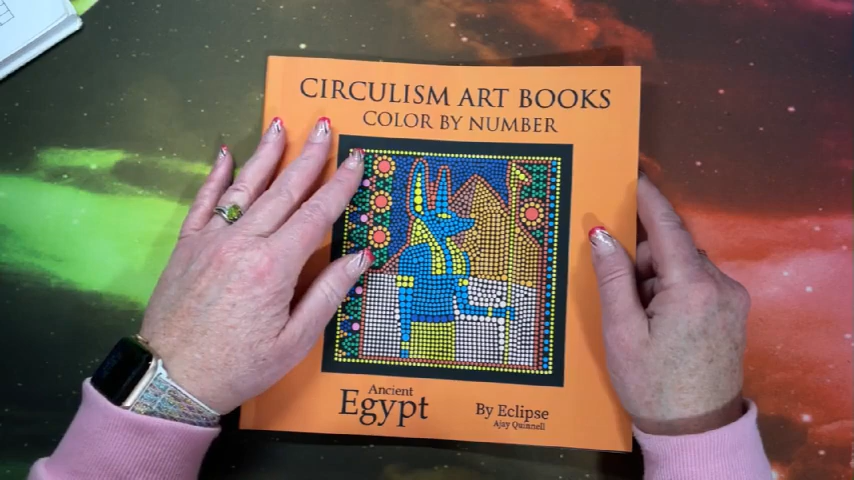 CIRCULISM ART BOOKS
COLOR BY NUMBER
Ancient
Egypt
By Eclipse
Ajay Quinnell